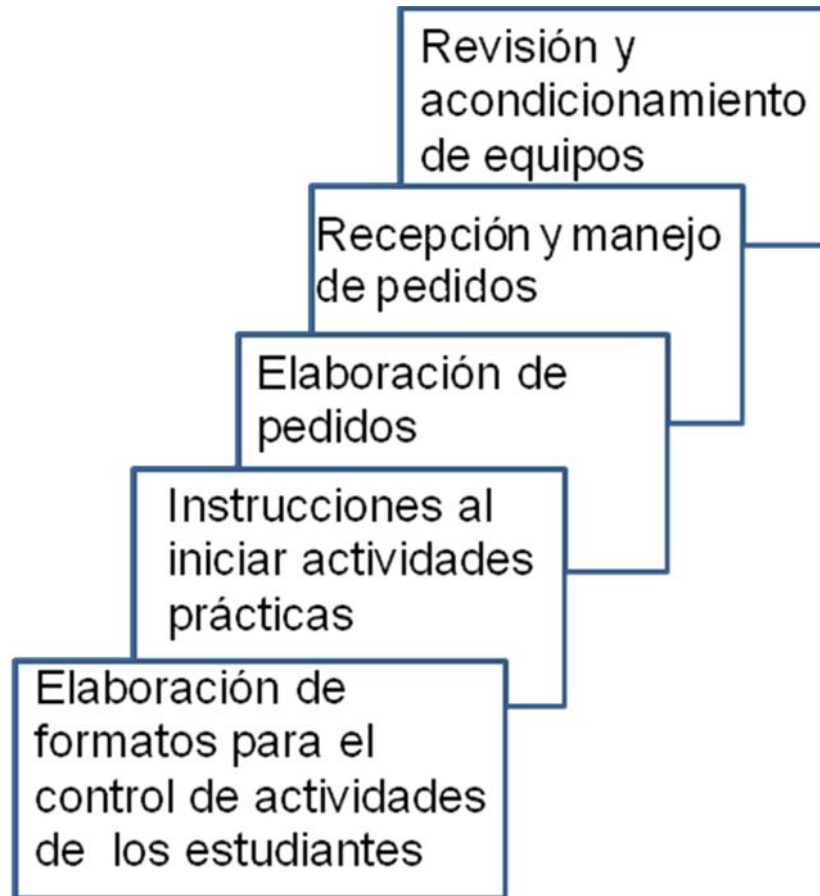 Revisión y
acondicionamiento
de equipos
Recepción y manejo
de pedidos
Elaboración de
pedidos
Instrucciones al
iniciar actividades
prácticas
Elaboración de
formatos para el
control de actividades
de  los estudiantes